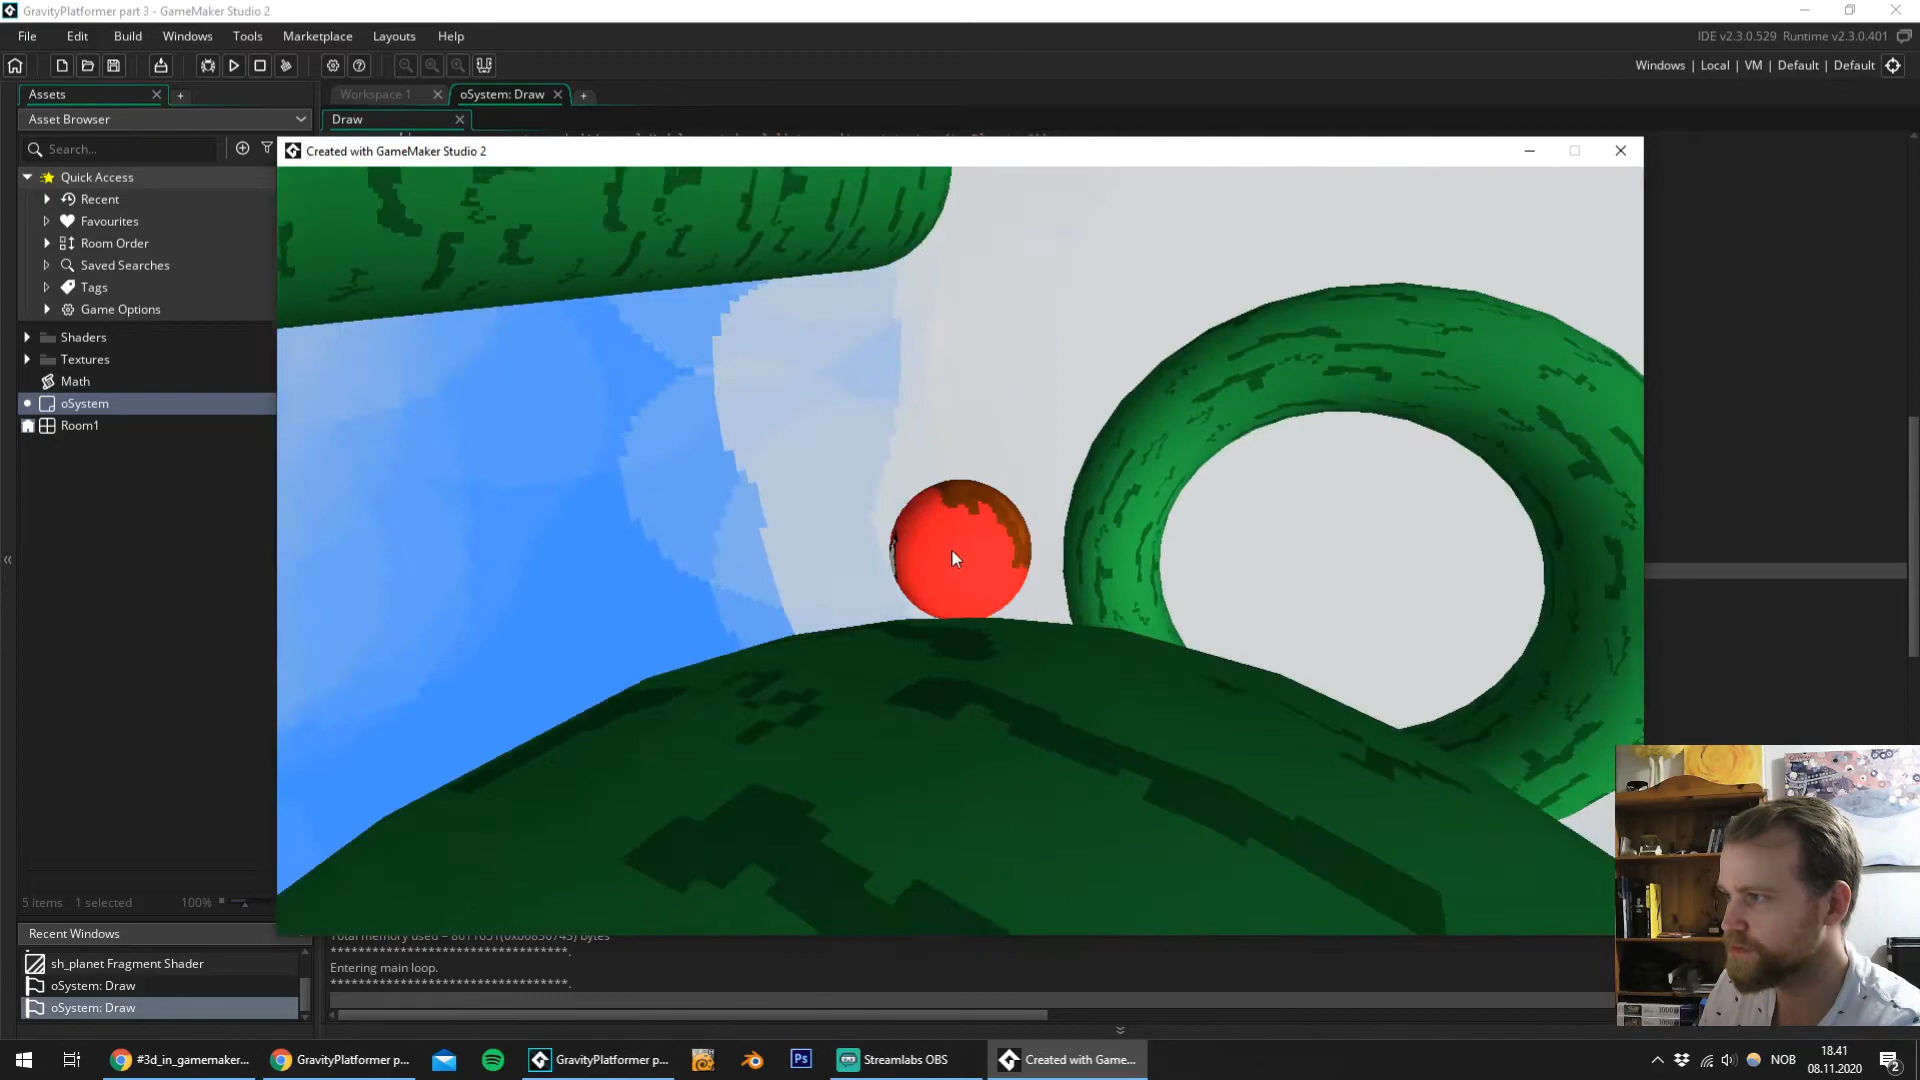 GravityPlatformer part 3 - GameMaker Studio 2
File Edit Build Windows Tools Marketplace Layouts Help
IDE v2.3.0.529 Runtime v2.3.0.401
Windows | Local | VM | Default | Default
Assets
Workspace 1
oSystem: Draw
Asset Browser
Draw
Search...
Created with GameMaker Studio 2
Quick Access
Recent
Favourites
Room Order
Saved Searches
Tags
Game Options
Shaders
Textures
Math
oSystem
Room1
5 items 1 selected 100%
Recent Windows
sh_planet Fragment Shader
oSystem: Draw
oSystem: Draw
**********************************.
Entering main loop.
**********************************.
#3d_in_gamemaker...
GravityPlatformer p...
GravityPlatformer p...
Ps
Streamlabs OBS
Created with Game...
NOB
18.41
08.11.2020
2